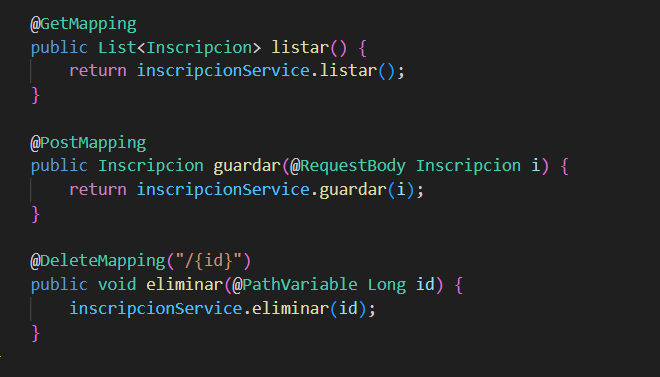 @GetMapping
public List<Inscripcion> listar() {
    return inscripcionService.listar();
}
@PostMapping
public Inscripcion guardar(@RequestBody Inscripcion i) {
    return inscripcionService.guardar(i);
}
@DeleteMapping("/{id}")
public void eliminar(@PathVariable Long id) {
    inscripcionService.eliminar(id);
}